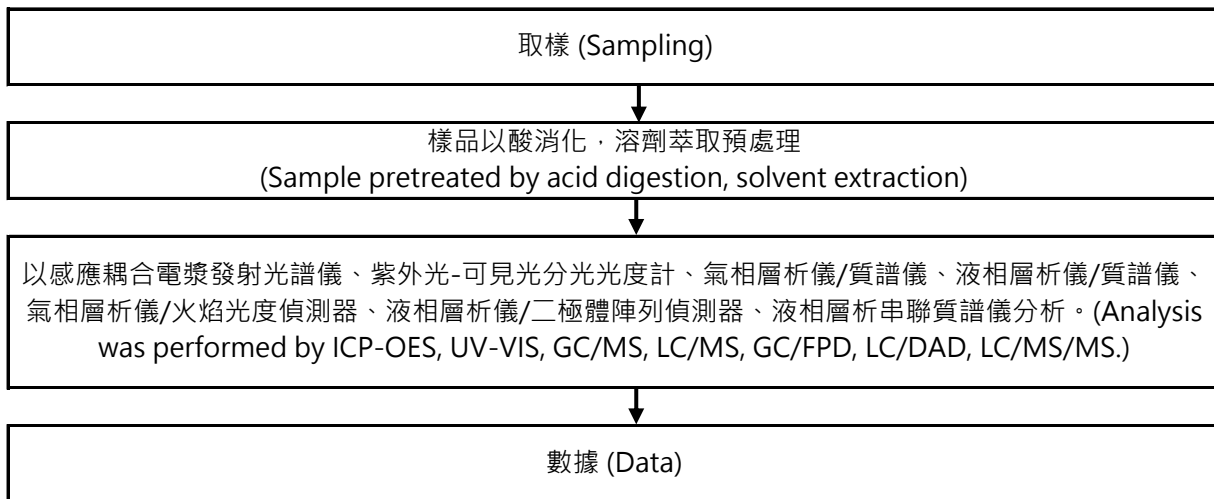 取樣 (Sampling)
樣品以酸消化，溶劑萃取預處理
(Sample pretreated by acid digestion, solvent extraction)
以感應耦合電漿發射光譜儀、紫外光-可見光分光光度計、氣相層析儀/質譜儀、液相層析儀/質譜儀、
氣相層析儀/火焰光度偵測器、液相層析儀/二極體陣列偵測器、液相層析串聯質譜儀分析。(Analysis
was performed by ICP-OES, UV-VIS, GC/MS, LC/MS, GC/FPD, LC/DAD, LC/MS/MS.)
數據 (Data)